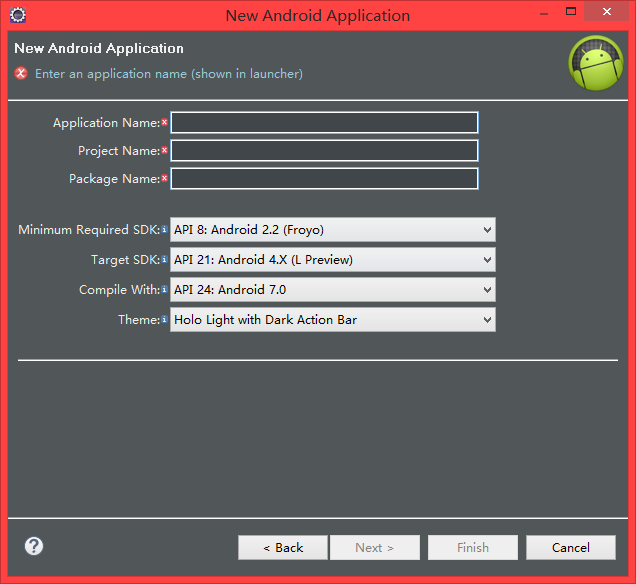 New Android Application
New Android Application
Enter an application name (shown in launcher)
Application Name:
Project Name:
Package Name:
Minimum Required SDK: API 8: Android 2.2 (Froyo)
Target SDK: API 21: Android 4.X (L Preview)
Compile With: API 24: Android 7.0
Theme: Holo Light with Dark Action Bar
? < Back Next > Finish Cancel